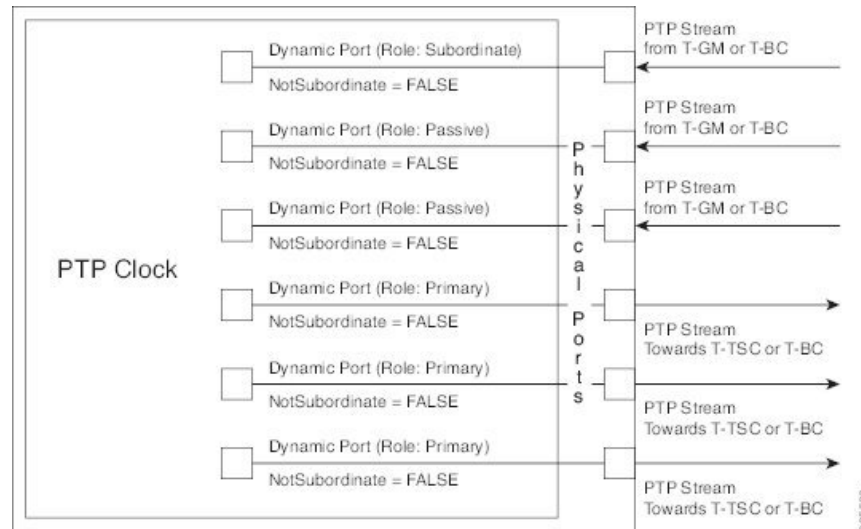 Dynamic Port (Role: Subordinate)
NotSubordinate = FALSE
PTP Stream
from T-GM or T-BC
Dynamic Port (Role: Passive)
NotSubordinate = FALSE
PTP Stream
from T-GM or T-BC
Dynamic Port (Role: Passive)
NotSubordinate = FALSE
PTP Stream
from T-GM or T-BC
PTP Clock
Physical Ports
Dynamic Port (Role: Primary)
NotSubordinate = FALSE
PTP Stream
Towards T-TSC or T-BC
Dynamic Port (Role: Primary)
NotSubordinate = FALSE
PTP Stream
Towards T-TSC or T-BC
Dynamic Port (Role: Primary)
NotSubordinate = FALSE
PTP Stream
Towards T-TSC or T-BC